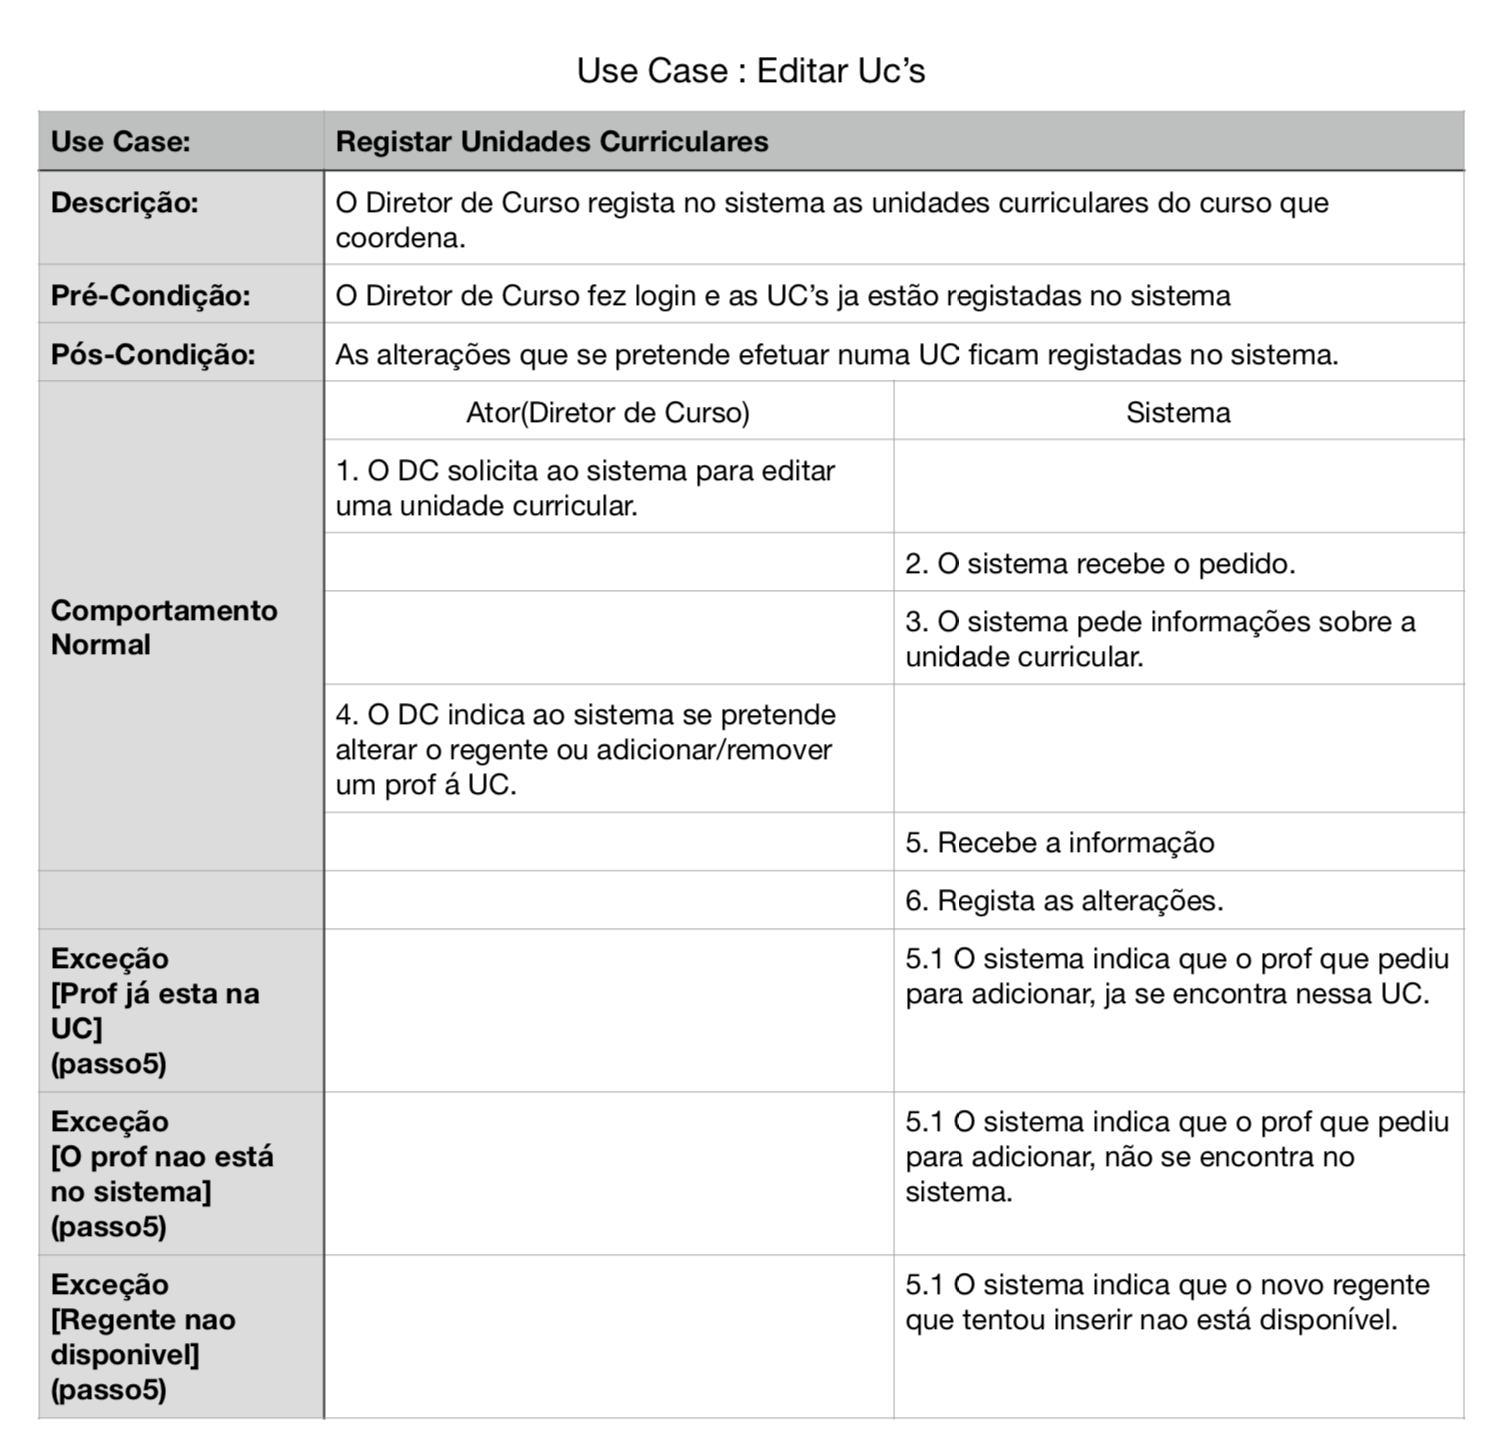 Use Case : Editar Uc’s
Use Case:
Registar Unidades Curriculares
Descrição:
O Diretor de Curso regista no sistema as unidades curriculares do curso que
coordena.
Pré-Condição:
O Diretor de Curso fez login e as UC’s ja estão registadas no sistema
Pós-Condição:
As alterações que se pretende efetuar numa UC ficam registadas no sistema.
Comportamento
Normal
Ator(Diretor de Curso)
Sistema
1. O DC solicita ao sistema para editar
uma unidade curricular.
2. O sistema recebe o pedido.
3. O sistema pede informações sobre a
unidade curricular.
4. O DC indica ao sistema se pretende
alterar o regente ou adicionar/remover
um prof á UC.
5. Recebe a informação
6. Regista as alterações.
Exceção
[Prof já esta na
UC]
(passo5)
5.1 O sistema indica que o prof que pediu
para adicionar, ja se encontra nessa UC.
Exceção
[O prof nao está
no sistema]
(passo5)
5.1 O sistema indica que o prof que pediu
para adicionar, não se encontra no
sistema.
Exceção
[Regente nao
disponivel]
(passo5)
5.1 O sistema indica que o novo regente
que tentou inserir nao está disponível.